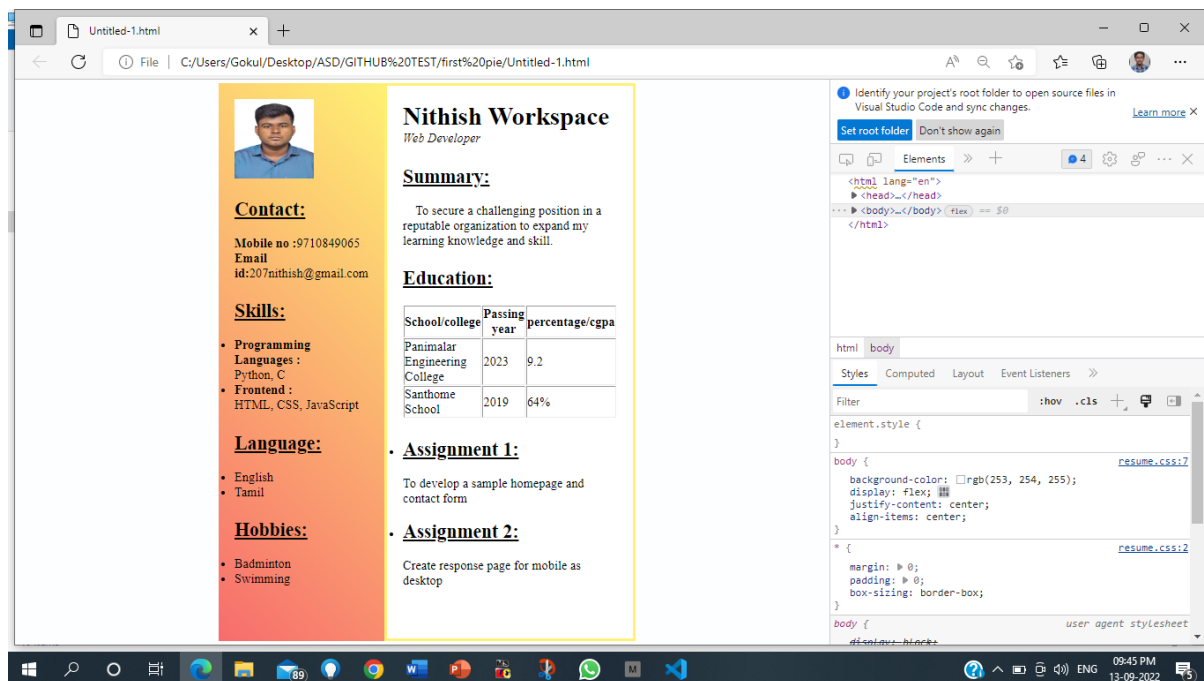 Untitled-1.html
File | C:/Users/Gokul/Desktop/ASD/GITHUB%20TEST/first%20pie/Untitled-1.html
Contact:
Mobile no :9710849065
Email
id:207nithish@gmail.com
Skills:
Programming
Languages :
Python, C
Frontend :
HTML, CSS, JavaScript
Language:
English
Tamil
Hobbies:
Badminton
Swimming
Nithish Workspace
Web Developer
Summary:
To secure a challenging position in a
reputable organization to expand my
learning knowledge and skill.
Education:
School/college Passing year percentage/cgpa
Panimalar Engineering College 2023 9.2
Santhome School 2019 64%
Assignment 1:
To develop a sample homepage and
contact form
Assignment 2:
Create response page for mobile as
desktop
Identify your project's root folder to open source files in
Visual Studio Code and sync changes.
Learn more
Set root folder Don't show again
Elements 4
<html lang="en">
<head>…</head>
··· <body>…</body> flex == $0
</html>
html body
Styles Computed Layout Event Listeners
Filter :hov .cls
element.style {
}
body { resume.css:7
background-color: rgb(253, 254, 255);
display: flex;
justify-content: center;
align-items: center;
}
* { resume.css:2
margin: 0;
padding: 0;
box-sizing: border-box;
}
body { user agent stylesheet
display: block;
89
ENG
09:45 PM
13-09-2022
5